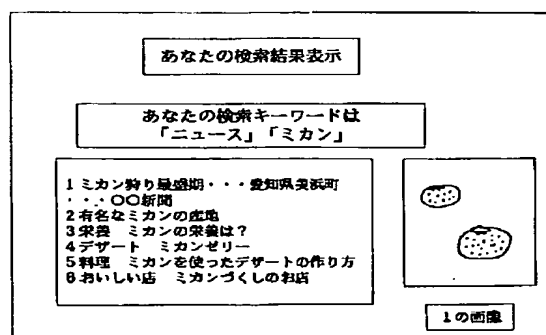 あなたの検索結果表示
あなたの検索キーワードは
「ニュース」「ミカン」
1 ミカン狩り最盛期・・・愛知県美浜町
・・・〇〇新聞
2 有名なミカンの産地
3 栄養　ミカンの栄養は?
4 デザート　ミカンゼリー
5 料理　ミカンを使ったデザートの作り方
6 おいしい店　ミカンづくしのお店
1の画像